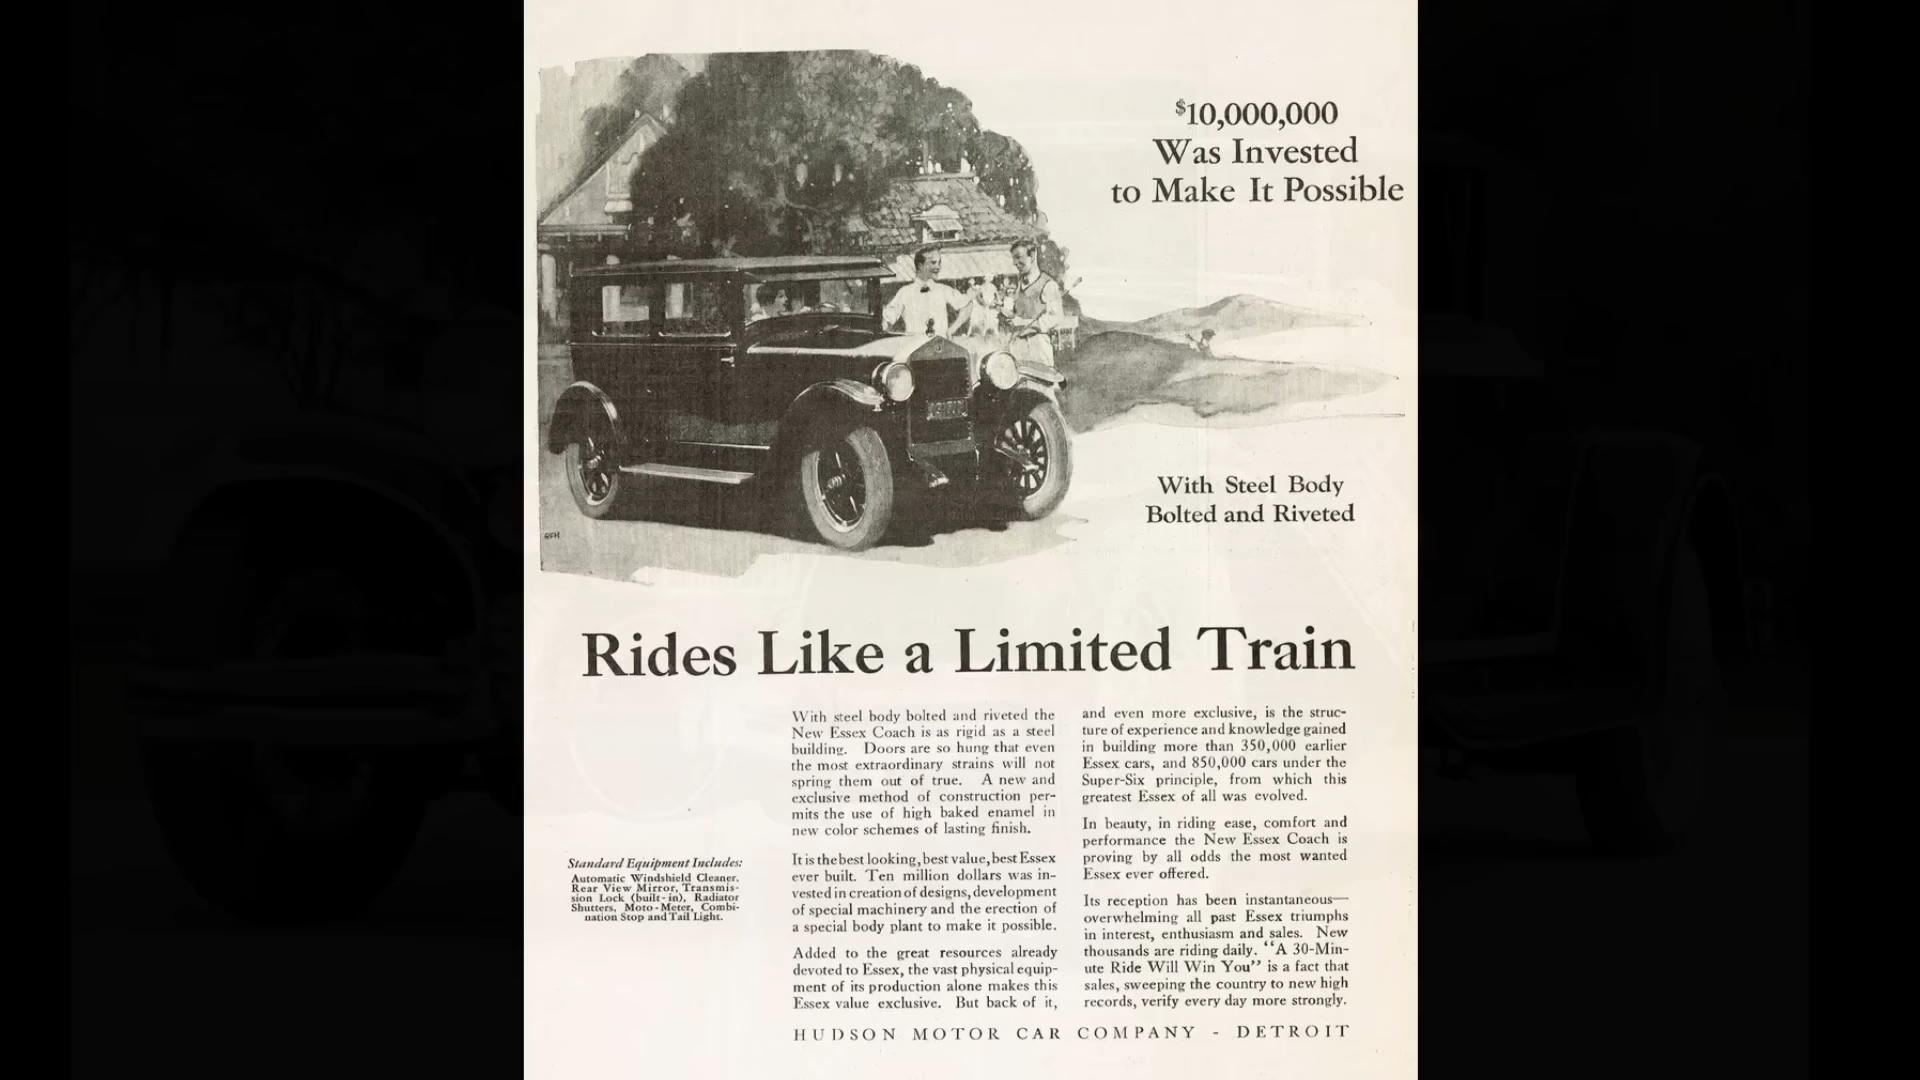 $10,000,000
Was Invested
to Make It Possible
With Steel Body
Bolted and Riveted
RFH
Rides Like a Limited Train
Standard Equipment Includes:
Automatic Windshield Cleaner,
Rear View Mirror, Transmis-
sion Lock (built-in), Radiator
Shutters, Moto-Meter, Combi-
nation Stop and Tail Light.
With steel body bolted and riveted the
New Essex Coach is as rigid as a steel
building. Doors are so hung that even
the most extraordinary strains will not
spring them out of true. A new and
exclusive method of construction per-
mits the use of high baked enamel in
new color schemes of lasting finish.
It is the best looking, best value, best Essex
ever built. Ten million dollars was in-
vested in creation of designs, development
of special machinery and the erection of
a special body plant to make it possible.
Added to the great resources already
devoted to Essex, the vast physical equip-
ment of its production alone makes this
Essex value exclusive. But back of it,
and even more exclusive, is the struc-
ture of experience and knowledge gained
in building more than 350,000 earlier
Essex cars, and 850,000 cars under the
Super-Six principle, from which this
greatest Essex of all was evolved.
In beauty, in riding ease, comfort and
performance the New Essex Coach is
proving by all odds the most wanted
Essex ever offered.
Its reception has been instantaneous—
overwhelming all past Essex triumphs
in interest, enthusiasm and sales. New
thousands are riding daily. "A 30-Min-
ute Ride Will Win You" is a fact that
sales, sweeping the country to new high
records, verify every day more strongly.
HUDSON MOTOR CAR COMPANY - DETROIT